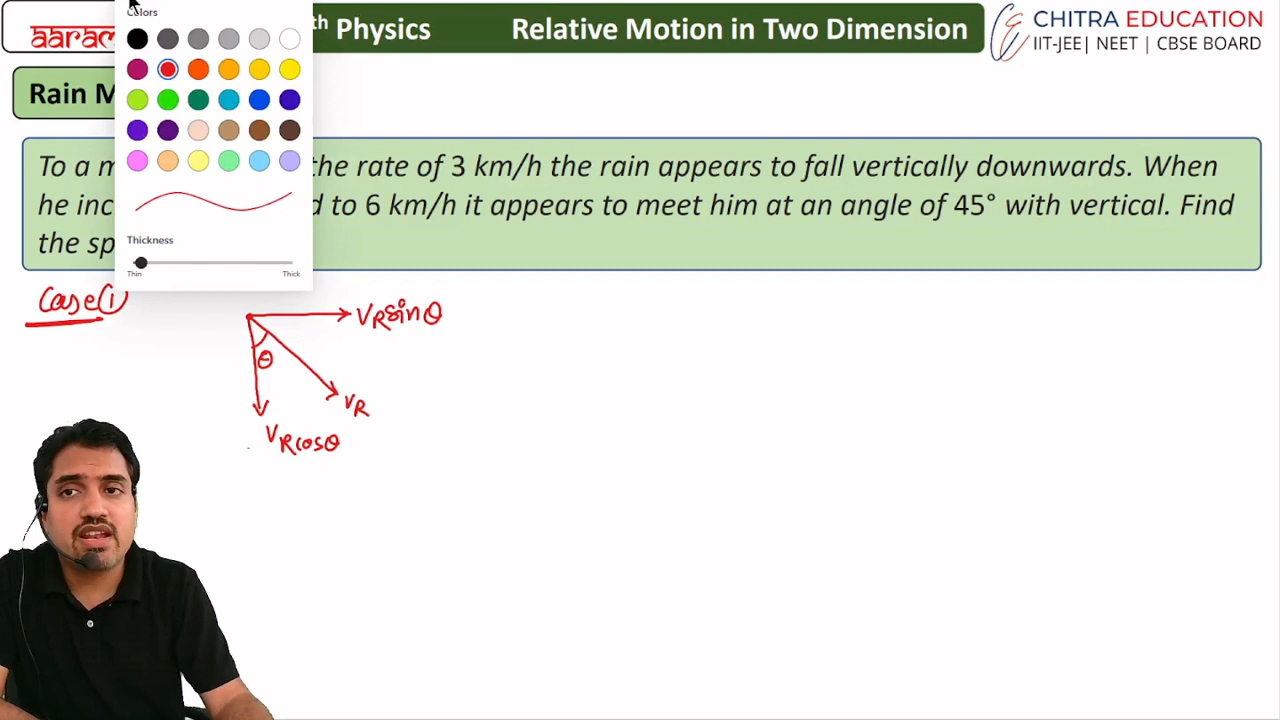 Colors
aaram
th Physics
Relative Motion in Two Dimension
CHITRA EDUCATION
IIT-JEE| NEET | CBSE BOARD
Rain M
To a m the rate of 3 km/h the rain appears to fall vertically downwards. When
he inc d to 6 km/h it appears to meet him at an angle of 45° with vertical. Find
the sp
Thickness
Thin Thick
Case(i)
VRsinθ
θ
VR
VRcosθ